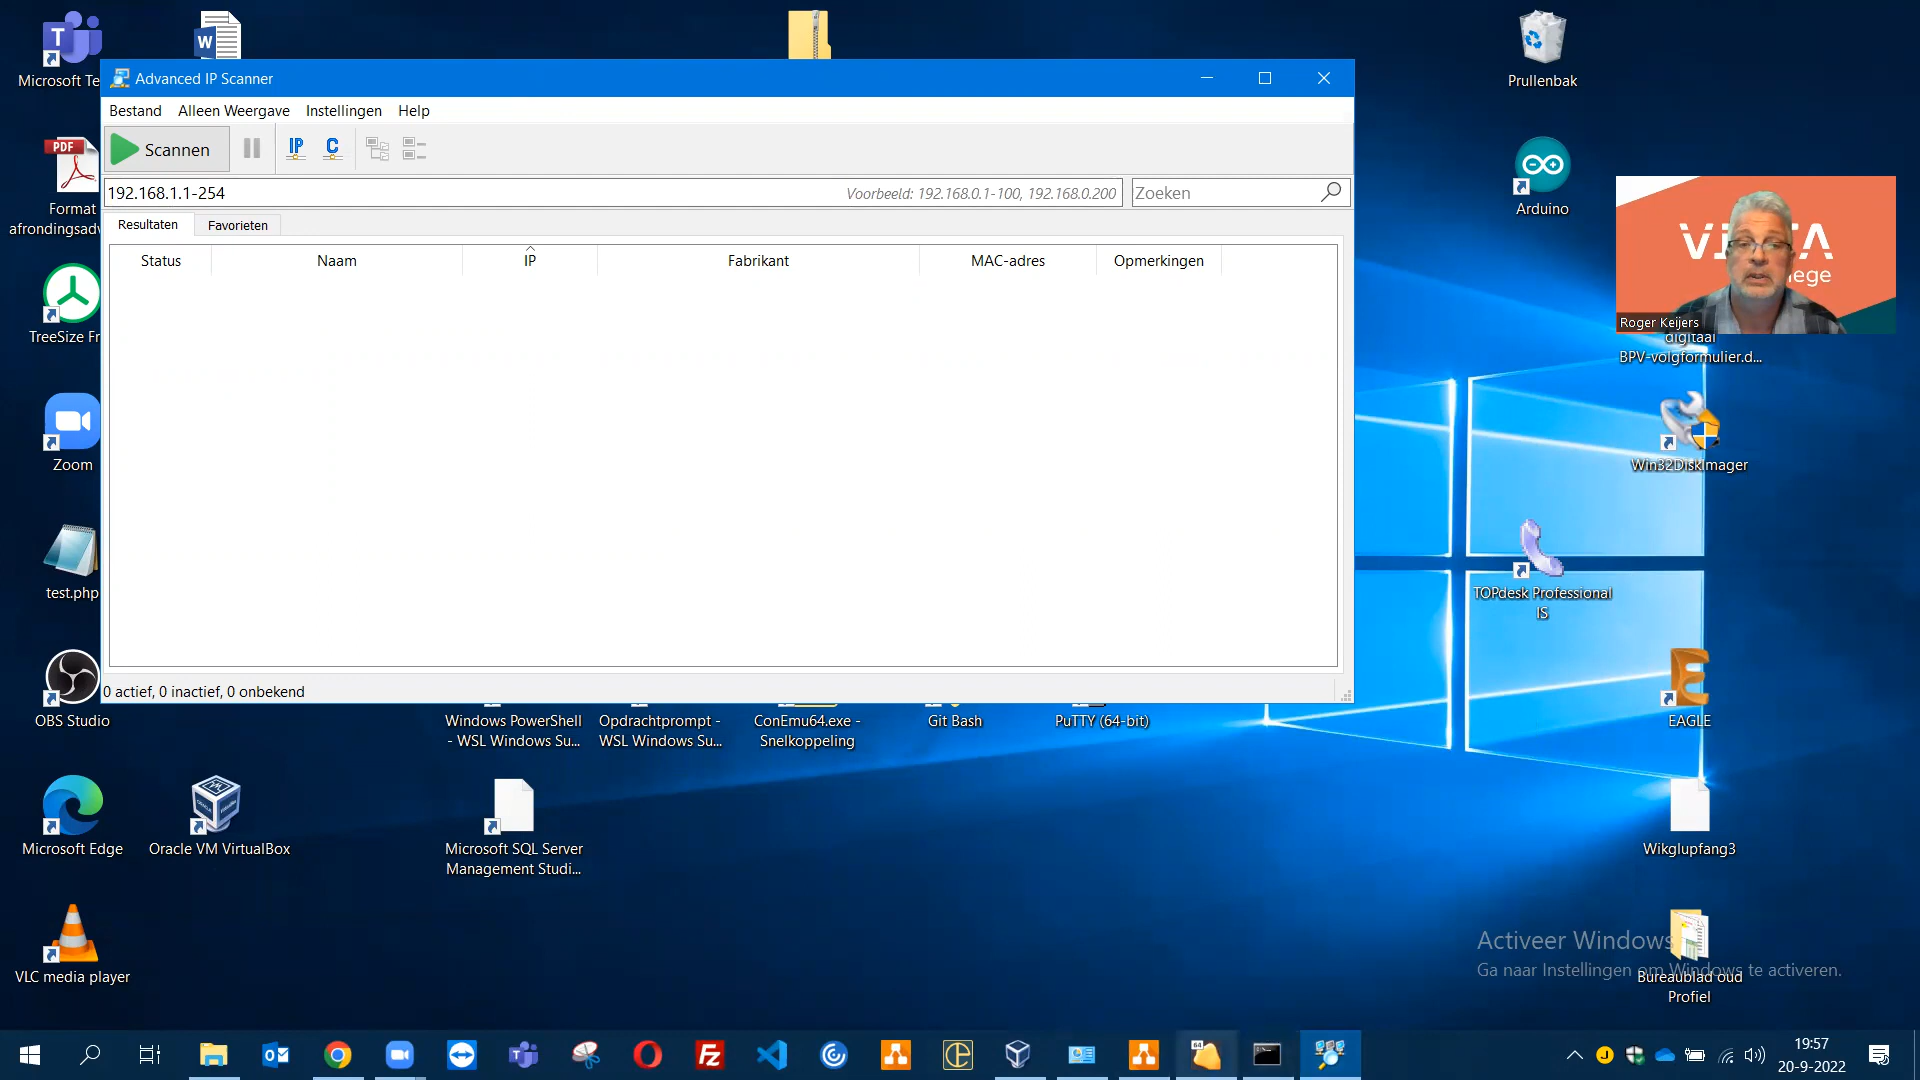 Microsoft Te
Prullenbak
Advanced IP Scanner
Bestand Alleen Weergave Instellingen Help
Scannen
IP
C
192.168.1.1-254
Voorbeeld: 192.168.0.1-100, 192.168.0.200
Zoeken
Resultaten
Favorieten
Status Naam IP Fabrikant MAC-adres Opmerkingen
PDF
Format
afrondingsadv
Arduino
TreeSize Fr
Roger Keijers
digitaal
BPV-volgformulier.d...
Zoom
Win32DiskImager
test.php
TOPdesk Professional
IS
0 actief, 0 inactief, 0 onbekend
OBS Studio
Windows PowerShell
- WSL Windows Su...
Opdrachtprompt -
WSL Windows Su...
ConEmu64.exe -
Snelkoppeling
Git Bash
PuTTY (64-bit)
EAGLE
Microsoft Edge
Oracle VM VirtualBox
Microsoft SQL Server
Management Studi...
Wikglupfang3
VLC media player
Activeer Windows
Ga naar Instellingen om Windows te activeren.
Bureaublad oud
Profiel
19:57
20-9-2022